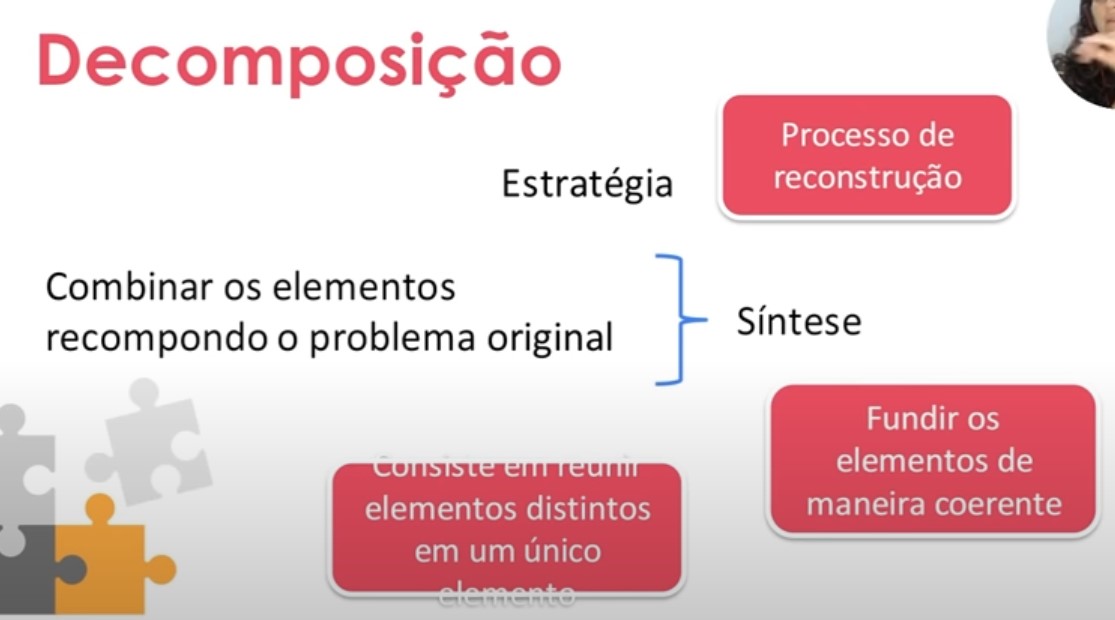 Decomposição
Processo de
reconstrução
Estratégia
Combinar os elementos
recompondo o problema original
Síntese
Fundir os
elementos de
maneira coerente
Consiste em reunir
elementos distintos
em um único
elemento